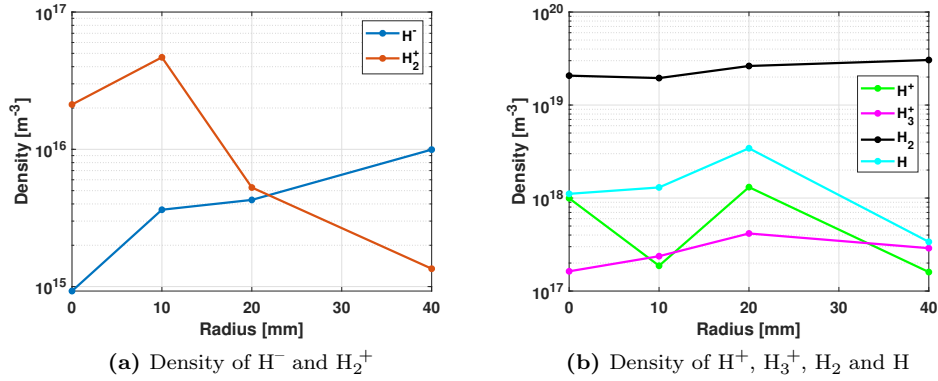 10^17
10^16
10^15
Density [m^-3]
0
10
20
30
40
Radius [mm]
H^-
H_2^+
(a) Density of H^− and H_2^+
10^20
10^19
10^18
10^17
Density [m^-3]
0
10
20
30
40
Radius [mm]
H^+
H_3^+
H_2
H
(b) Density of H^+, H_3^+, H_2 and H